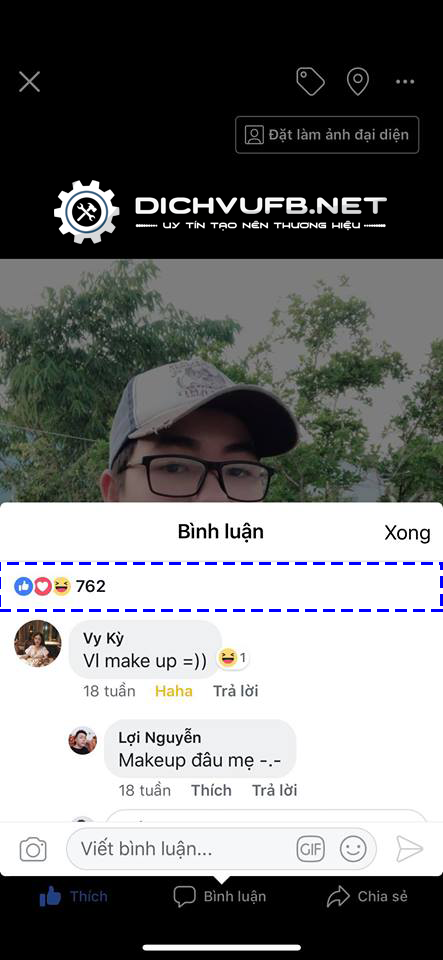 Đặt làm ảnh đại diện
DICHVUFB.NET
UY TÍN TẠO NÊN THƯƠNG HIỆU
Bình luận
Xong
762
Vy Kỳ
Vl make up =))
1
18 tuần Haha Trả lời
Lợi Nguyễn
Makeup đâu mẹ -.-
18 tuần Thích Trả lời
Viết bình luận...
GIF
Thích
Bình luận
Chia sẻ